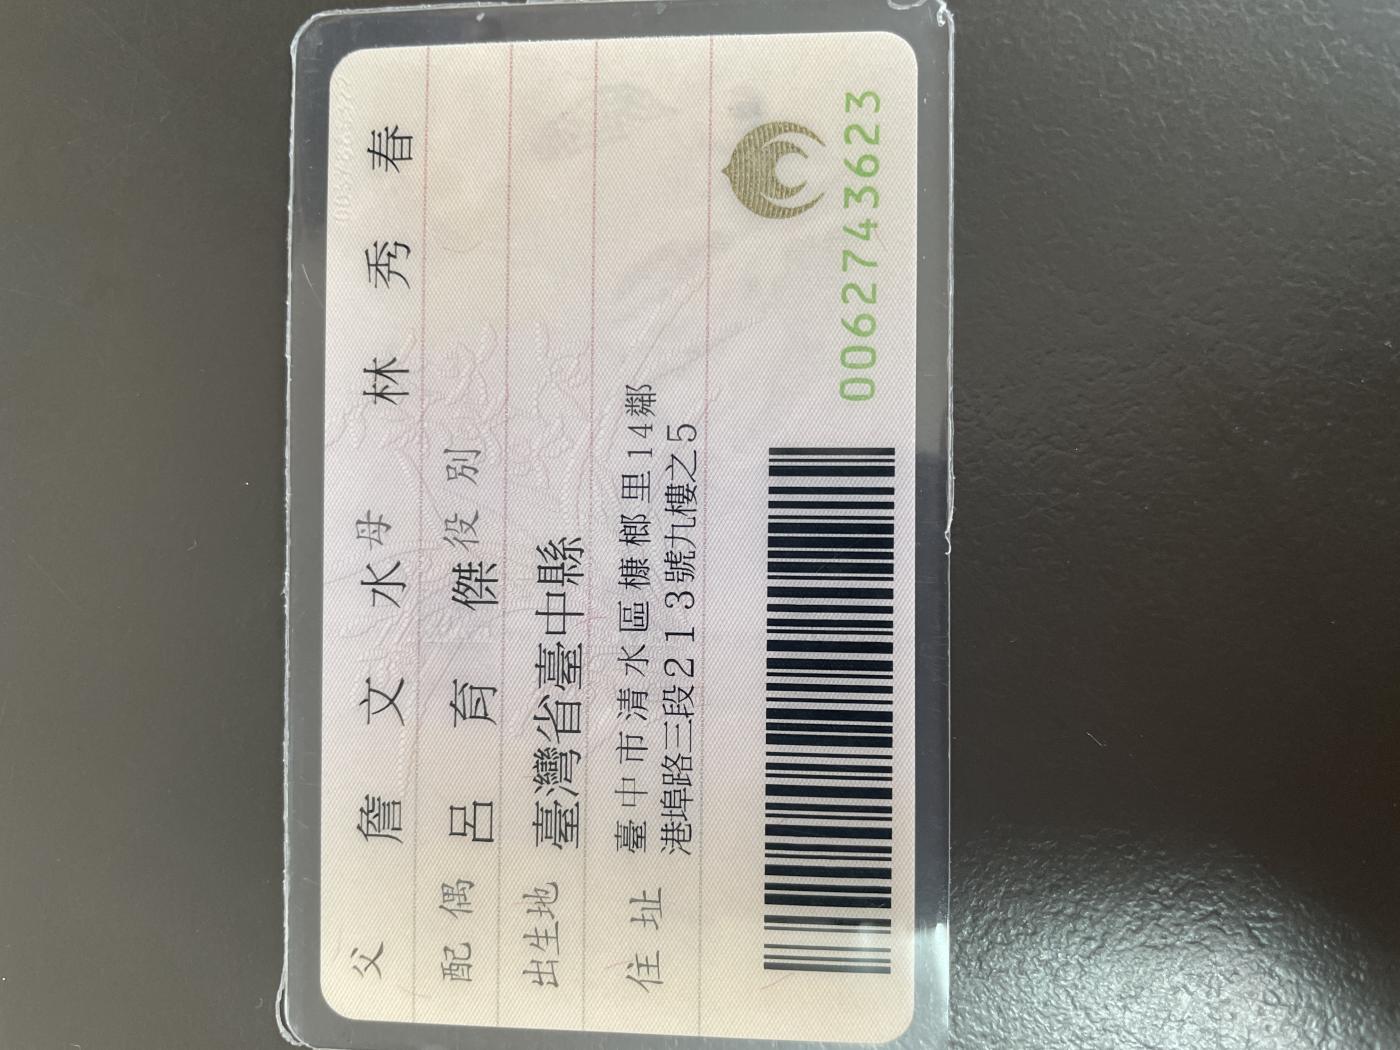 父 詹文水 母 林秀春
配偶 呂育傑 役別
出生地 臺灣省臺中縣
住址 臺中市清水區槺榔里14鄰
港埠路三段213號九樓之5
0062743623